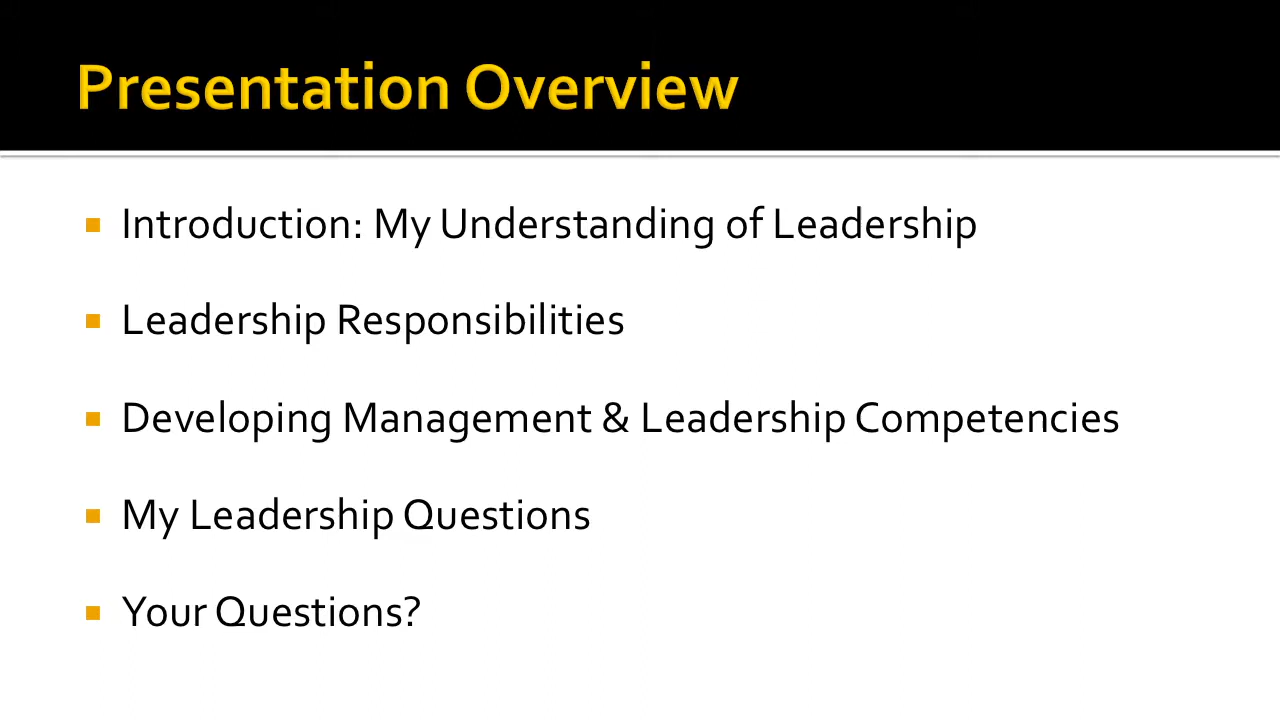 Presentation Overview
Introduction: My Understanding of Leadership
Leadership Responsibilities
Developing Management & Leadership Competencies
My Leadership Questions
Your Questions?